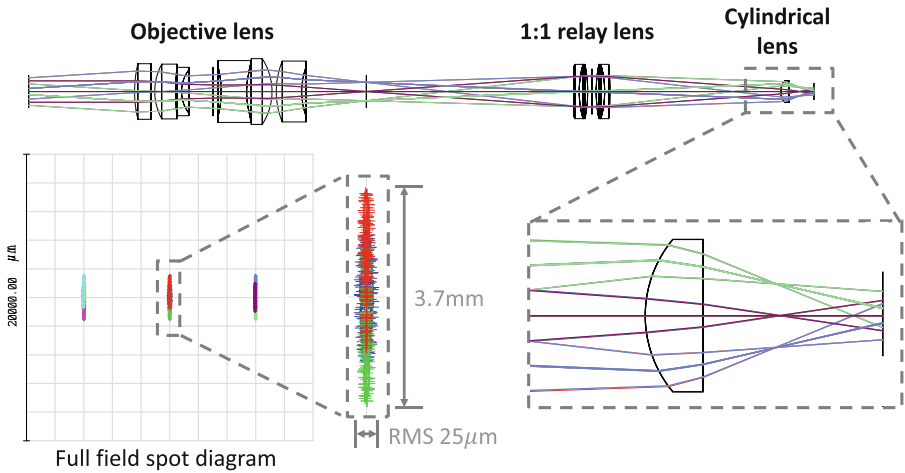 Objective lens
1:1 relay lens
Cylindrical
lens
20000.00 μm
3.7mm
RMS 25μm
Full field spot diagram